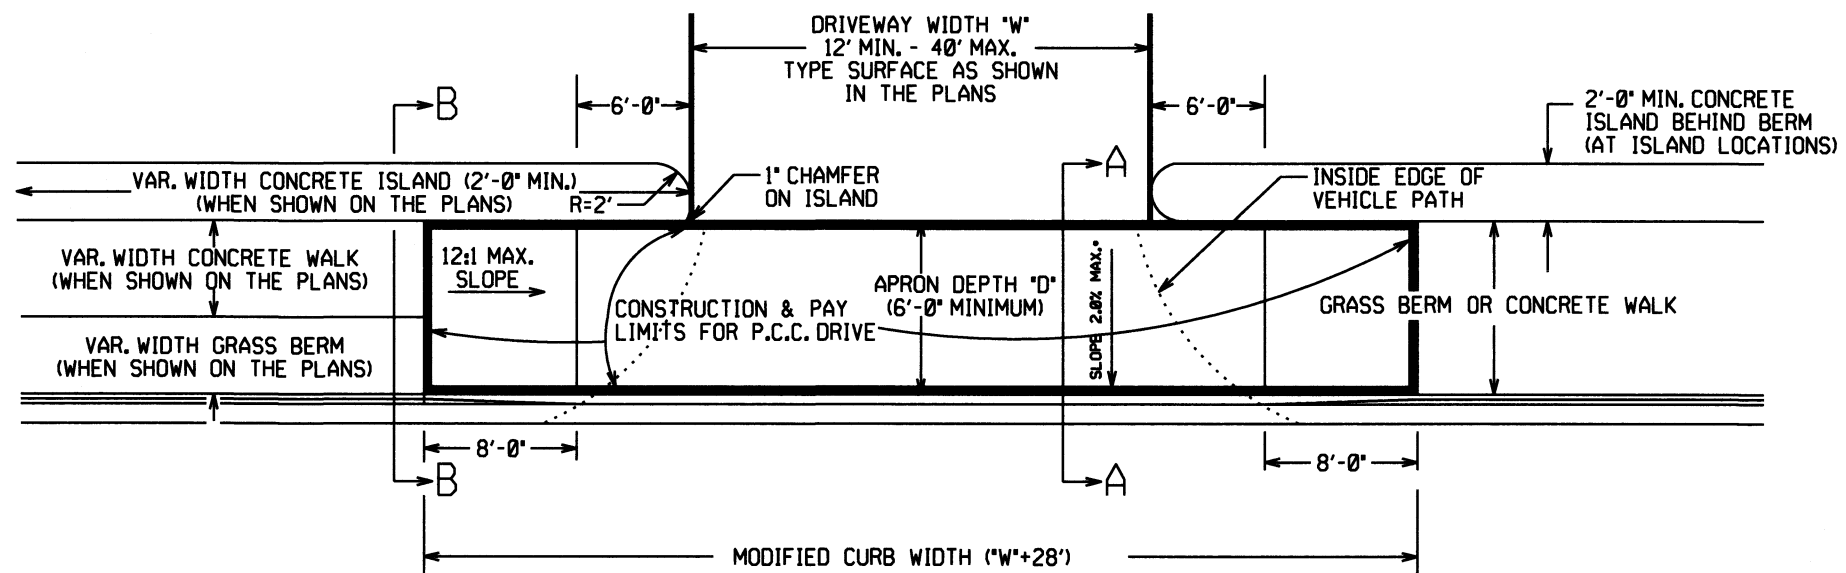 DRIVEWAY WIDTH "W"
12' MIN. - 40' MAX.
TYPE SURFACE AS SHOWN
IN THE PLANS
B
6'-0"
6'-0"
2'-0" MIN. CONCRETE
ISLAND BEHIND BERM
(AT ISLAND LOCATIONS)
A
VAR. WIDTH CONCRETE ISLAND (2'-0" MIN.)
(WHEN SHOWN ON THE PLANS)
R=2'
1" CHAMFER
ON ISLAND
INSIDE EDGE OF
VEHICLE PATH
VAR. WIDTH CONCRETE WALK
(WHEN SHOWN ON THE PLANS)
12:1 MAX.
SLOPE
CONSTRUCTION & PAY
LIMITS FOR P.C.C. DRIVE
APRON DEPTH "D"
(6'-0" MINIMUM)
SLOPE 2.0% MAX.*
GRASS BERM OR CONCRETE WALK
VAR. WIDTH GRASS BERM
(WHEN SHOWN ON THE PLANS)
8'-0"
8'-0"
B
A
MODIFIED CURB WIDTH ("W"+28')